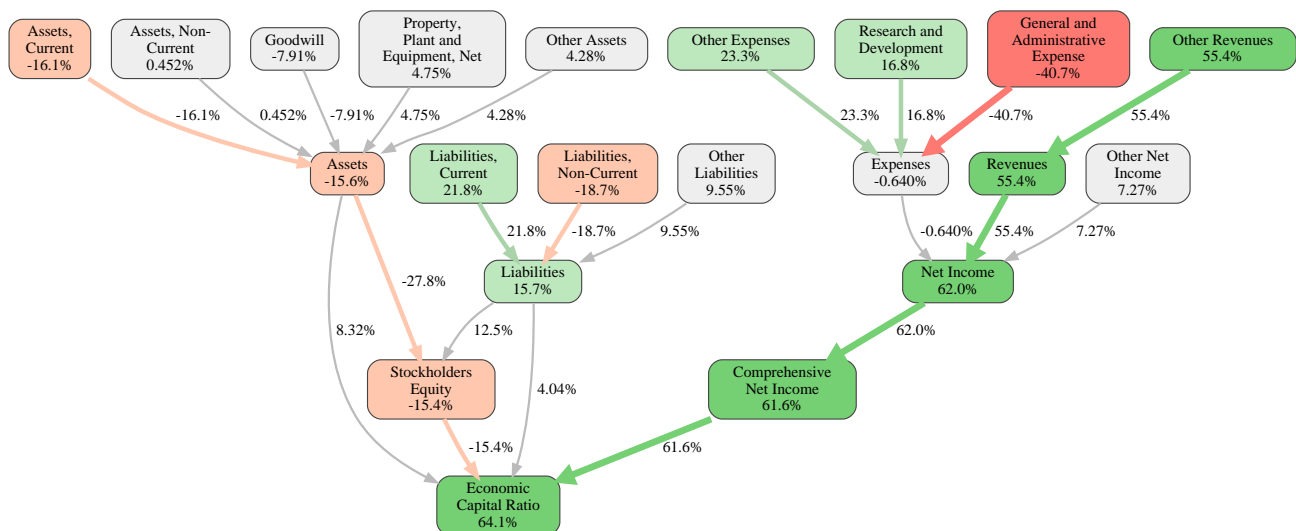 Assets,
Current
-16.1%
Assets, Non-
Current
0.452%
Goodwill
-7.91%
Property,
Plant and
Equipment, Net
4.75%
Other Assets
4.28%
Other Expenses
23.3%
Research and
Development
16.8%
General and
Administrative
Expense
-40.7%
Other Revenues
55.4%
-16.1%
0.452%
-7.91%
4.75%
4.28%
23.3%
16.8%
-40.7%
55.4%
Assets
-15.6%
Liabilities,
Current
21.8%
Liabilities,
Non-Current
-18.7%
Other
Liabilities
9.55%
Expenses
-0.640%
Revenues
55.4%
Other Net
Income
7.27%
21.8%
-18.7%
9.55%
-0.640%
55.4%
7.27%
Liabilities
15.7%
Net Income
62.0%
-27.8%
8.32%
12.5%
62.0%
Stockholders
Equity
-15.4%
4.04%
Comprehensive
Net Income
61.6%
-15.4%
61.6%
Economic
Capital Ratio
64.1%